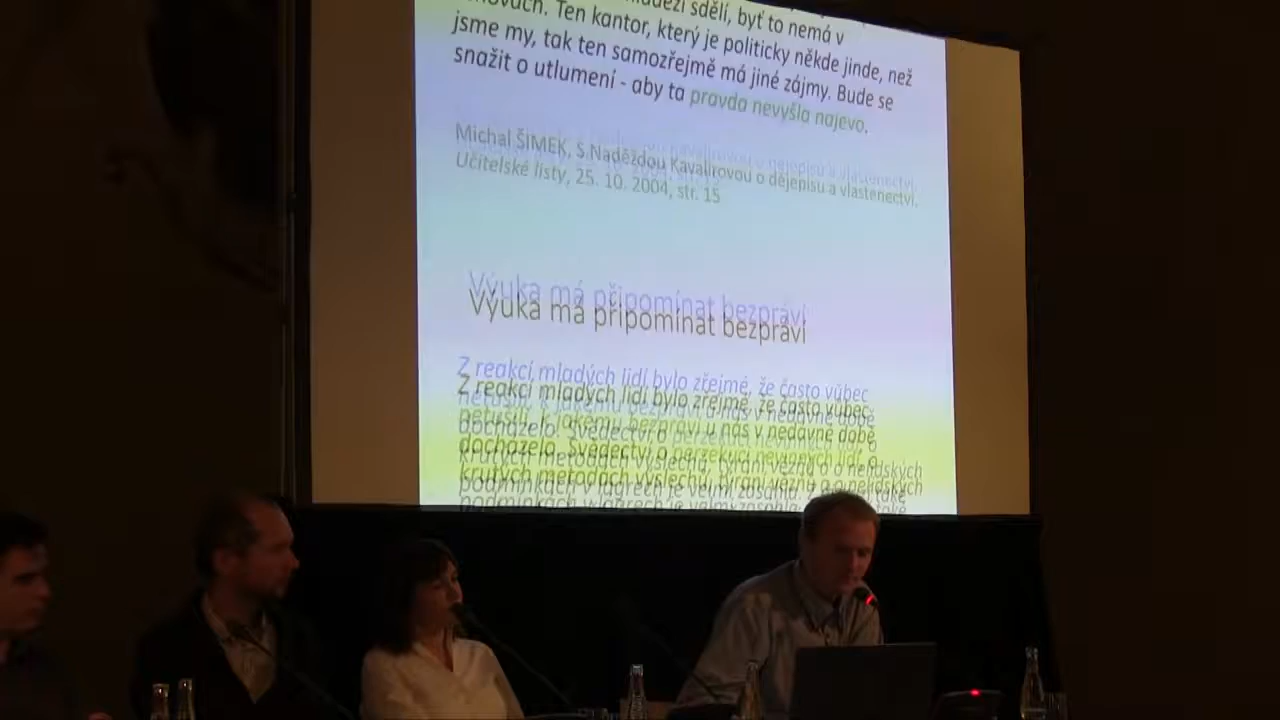 sdělí, byť to nemá v
Ten kantor, který je politicky někde jinde, než
jsme my, tak ten samozřejmě má jiné zájmy. Bude se
snažit o utlumení - aby ta pravda nevyšla najevo.
Michal ŠIMEK, S Naděždou Kavalírovou o dějepisu a vlastenectví.
Učitelské listy, 25. 10. 2004, str. 15
Výuka má připomínat bezpráví
Z reakcí mladých lidí bylo zřejmé, že často vůbec
netušili, k jakému bezpráví u nás v nedávné době
docházelo. Svědectví o perzekuci nevinných lidí, o
krutých metodách výslechů, týrání vězňů a o nelidských
podmínkách v lágrech je velmi